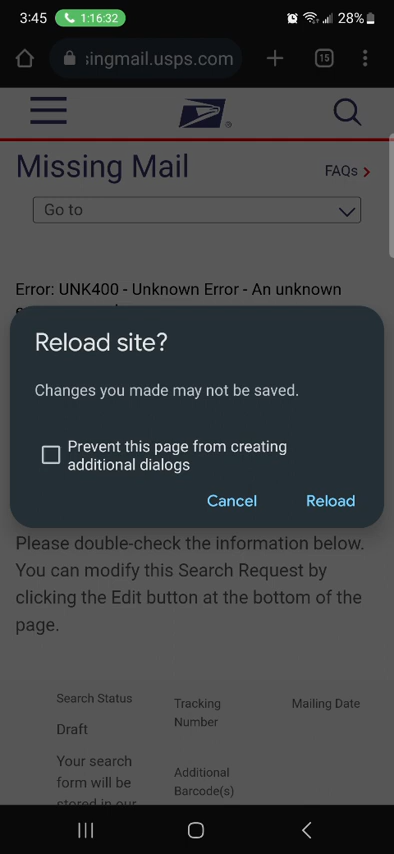 3:45 1:16:32 28%
singmail.usps.com 15
Missing Mail
FAQs
Go to
Error: UNK400 - Unknown Error - An unknown
Reload site?
Changes you made may not be saved.
Prevent this page from creating
additional dialogs
Cancel Reload
Please double-check the information below.
You can modify this Search Request by
clicking the Edit button at the bottom of the
page.
Search Status
Draft
Your search
form will be
stored in our
Tracking
Number
Additional
Barcode(s)
Mailing Date